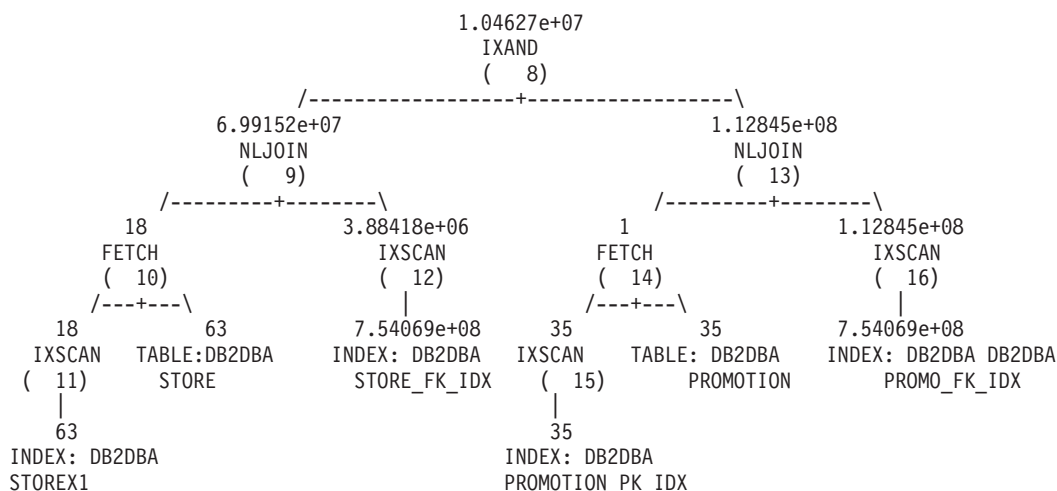 1.04627e+07
IXAND
( 8)
/------------------+------------------\
6.99152e+07 1.12845e+08
NLJOIN NLJOIN
( 9) ( 13)
/---------+--------\ /---------+--------\
18 3.88418e+06 1 1.12845e+08
FETCH IXSCAN FETCH IXSCAN
( 10) ( 12) ( 14) ( 16)
/---+---\ | /---+---\ |
18 63 7.54069e+08 35 35 7.54069e+08
IXSCAN TABLE:DB2DBA INDEX: DB2DBA IXSCAN TABLE: DB2DBA INDEX: DB2DBA DB2DBA
( 11) STORE STORE_FK_IDX ( 15) PROMOTION PROMO_FK_IDX
| |
63 35
INDEX: DB2DBA INDEX: DB2DBA
STOREX1 PROMOTION PK IDX